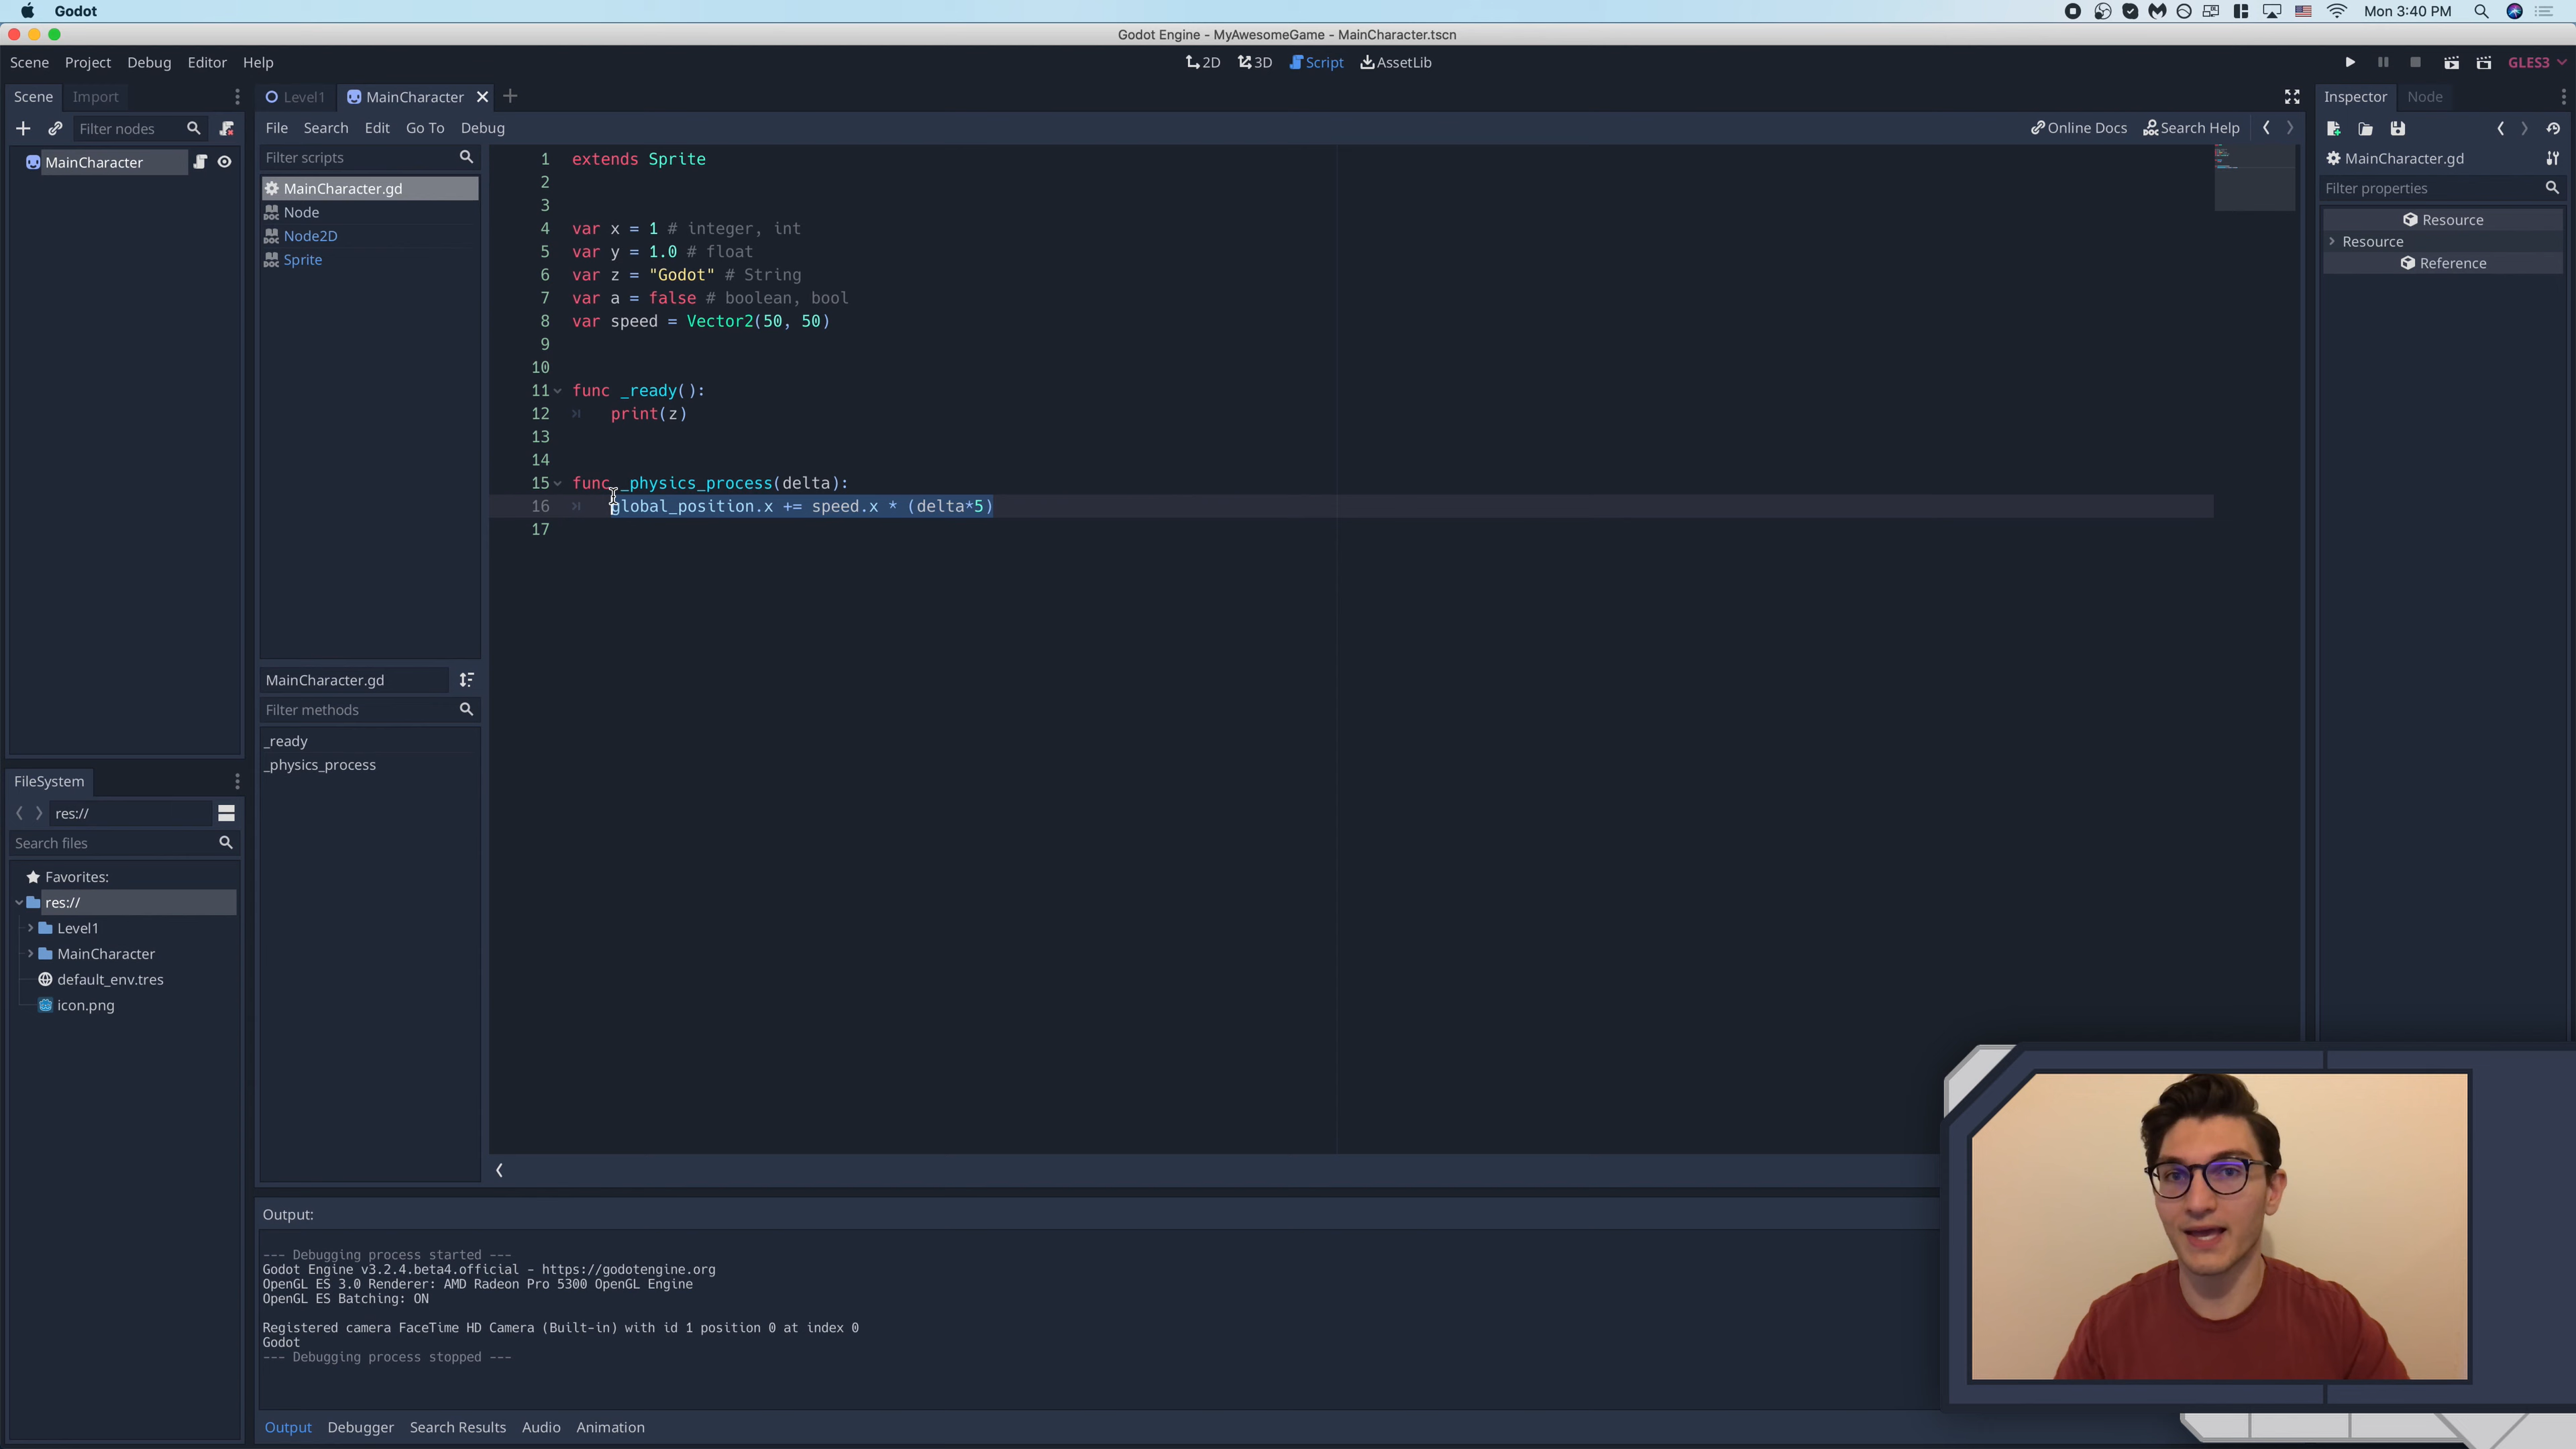 Godot
Mon 3:40 PM
Godot Engine - MyAwesomeGame - MainCharacter.tscn
Scene Project Debug Editor Help
2D 3D Script AssetLib
GLES3
Scene Import
Level1 MainCharacter
Inspector Node
Filter nodes
File Search Edit Go To Debug
Online Docs Search Help
MainCharacter
Filter scripts
MainCharacter.gd
Node
Node2D
Sprite
MainCharacter.gd
Filter properties
Resource
Resource
Reference
1 extends Sprite
2
3
4 var x = 1 # integer, int
5 var y = 1.0 # float
6 var z = "Godot" # String
7 var a = false # boolean, bool
8 var speed = Vector2(50, 50)
9
10
11 func _ready():
12 print(z)
13
14
15 func _physics_process(delta):
16 global_position.x += speed.x * (delta*5)
17
MainCharacter.gd
Filter methods
_ready
_physics_process
FileSystem
res://
Search files
Favorites:
res://
Level1
MainCharacter
default_env.tres
icon.png
Output:
--- Debugging process started ---
Godot Engine v3.2.4.beta4.official - https://godotengine.org
OpenGL ES 3.0 Renderer: AMD Radeon Pro 5300 OpenGL Engine
OpenGL ES Batching: ON
Registered camera FaceTime HD Camera (Built-in) with id 1 position 0 at index 0
Godot
--- Debugging process stopped ---
Output Debugger Search Results Audio Animation